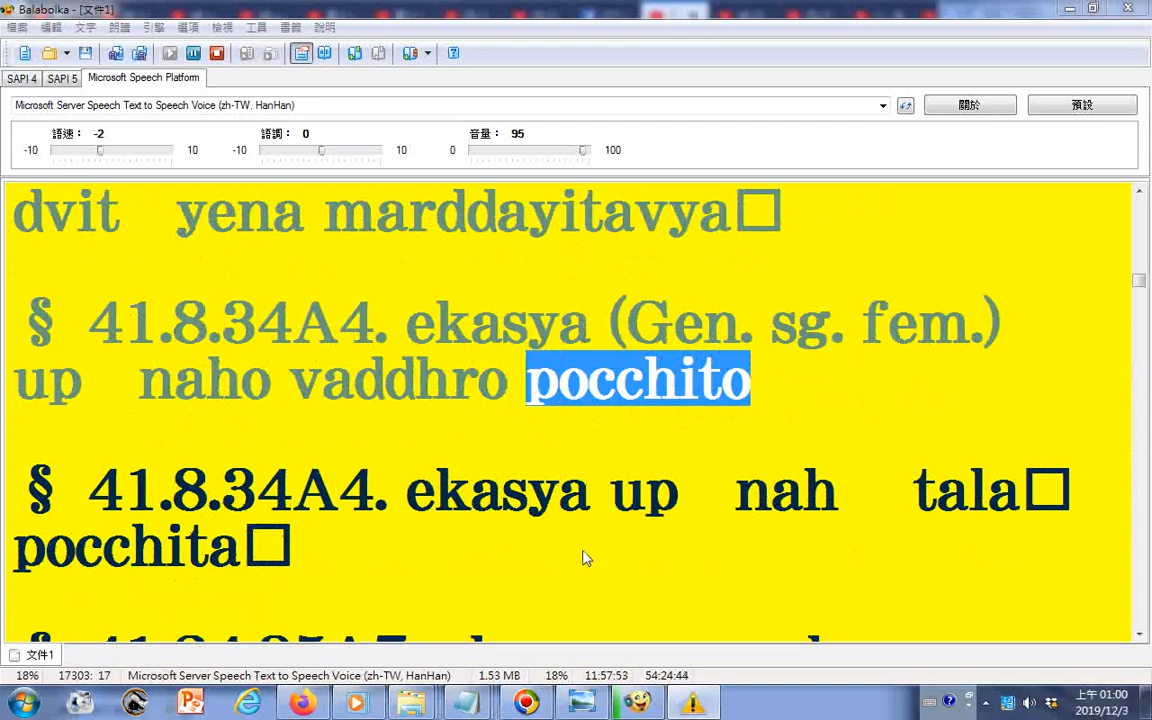 Balabolka - [文件1]
檔案 編輯 文字 朗讀 引擎 選項 檢視 工具 書籤 說明
SAPI 4 SAPI 5 Microsoft Speech Platform
Microsoft Server Speech Text to Speech Voice (zh-TW, HanHan) 關於 預設
語速： -2 語調： 0 音量： 95
-10 10 -10 10 0 100
dvit yena marddayitavya□
§ 41.8.34A4. ekasya (Gen. sg. fem.)
up naho vaddhro pocchito
§ 41.8.34A4. ekasya up nah tala□
pocchita□
文件1
18% 17303: 17 Microsoft Server Speech Text to Speech Voice (zh-TW, HanHan) 1.53 MB 18% 11:57:53 54:24:44
上午 01:00
2019/12/3